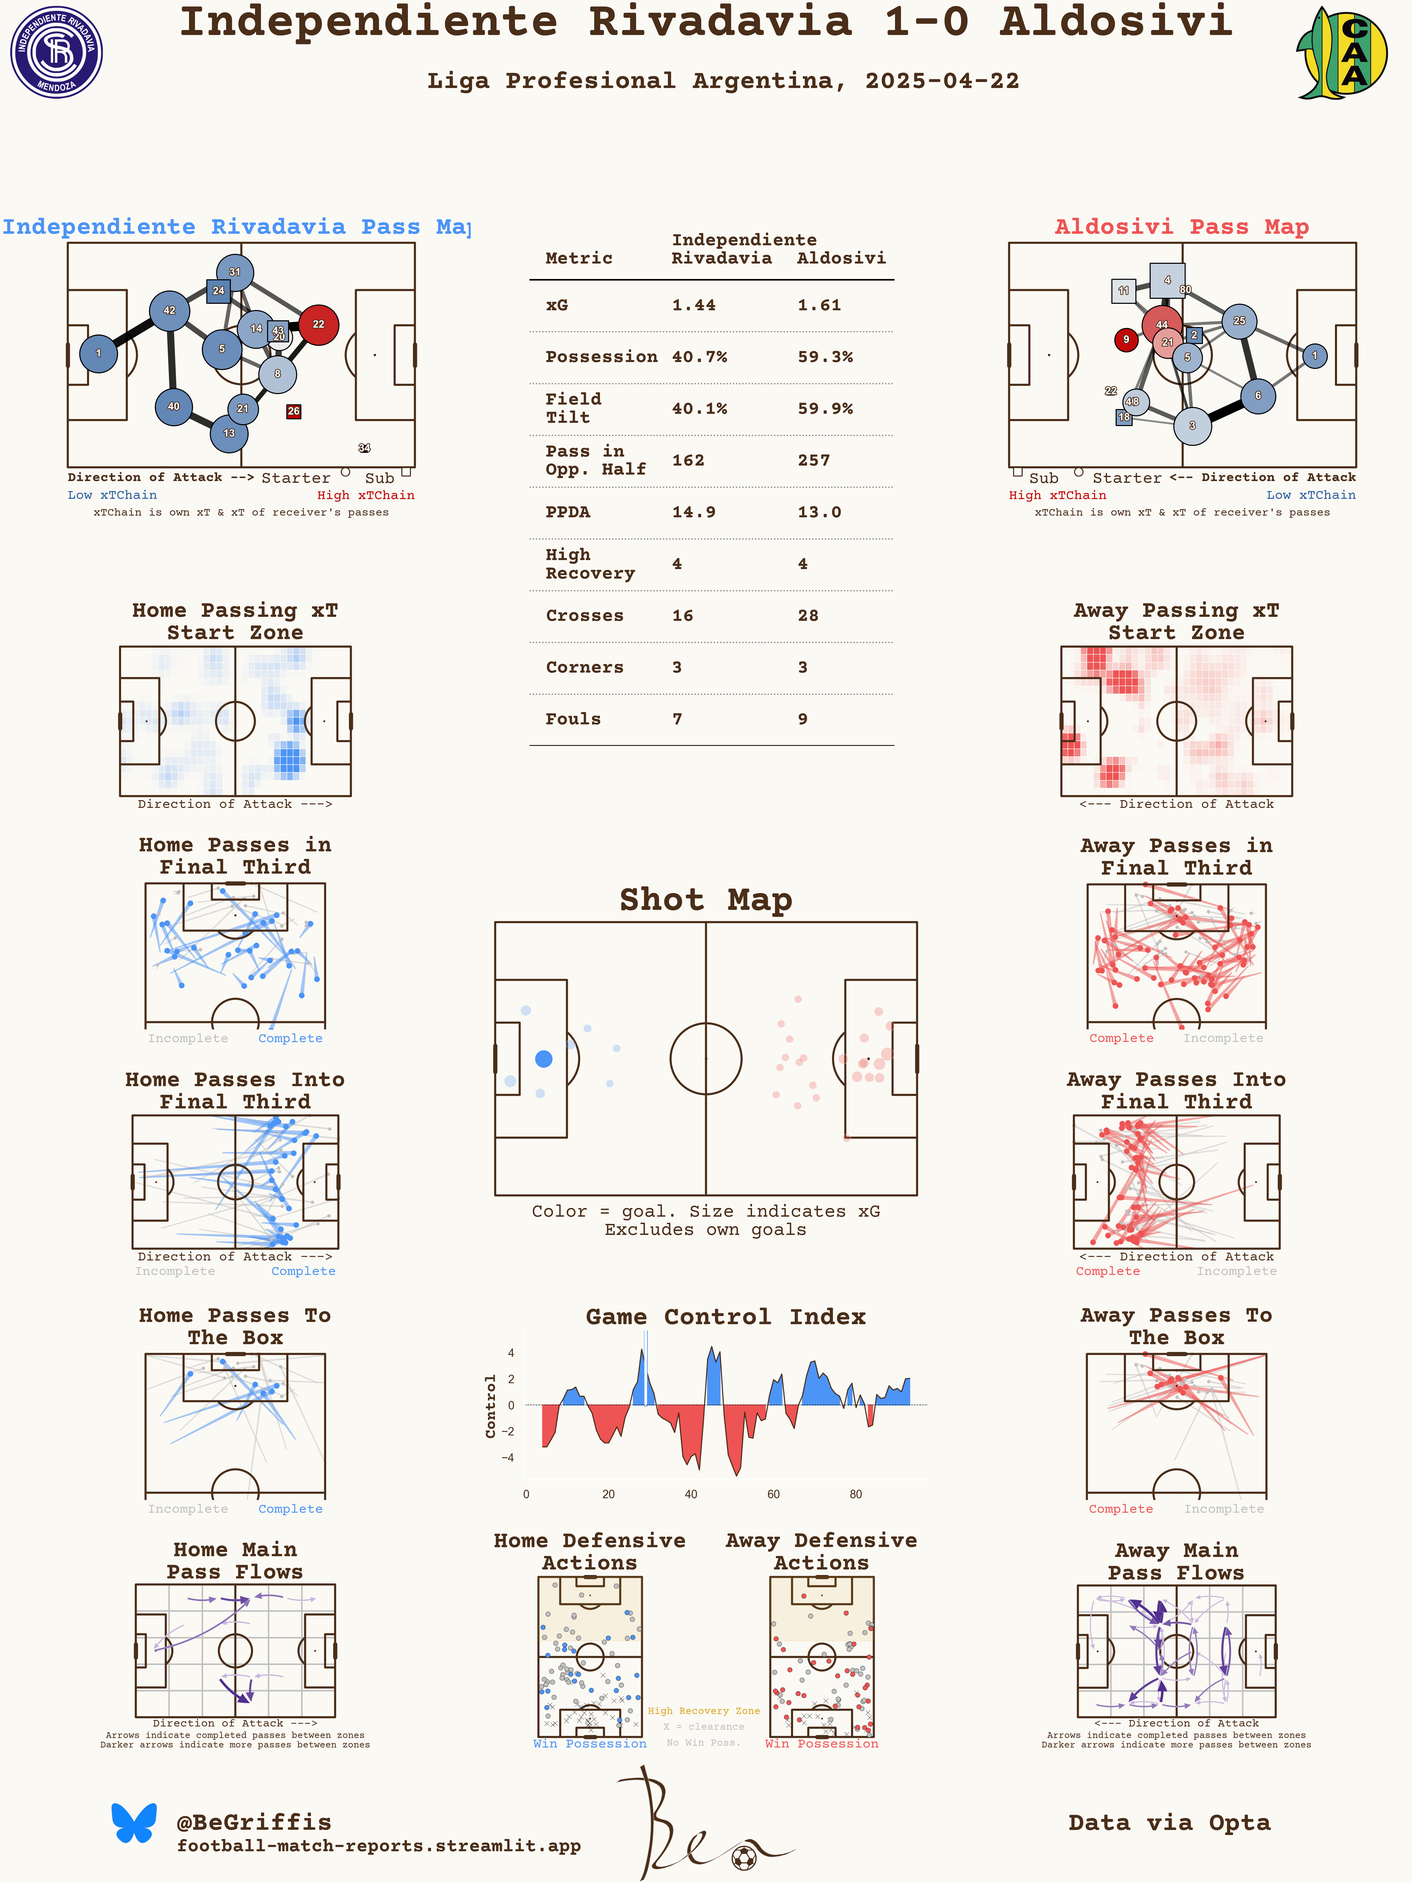 Independiente Rivadavia 1-0 Aldosivi
Liga Profesional Argentina, 2025-04-22
INDEPENDIENTE RIVADAVIA
MENDOZA
CAA
Independiente Rivadavia Pass Map
31
24
42
14
43
20
22
1
5
8
40
21
26
13
34
Direction of Attack --> Starter Sub
Low xTChain High xTChain
xTChain is own xT & xT of receiver's passes
Metric Independiente Rivadavia Aldosivi
xG 1.44 1.61
Possession 40.7% 59.3%
Field Tilt 40.1% 59.9%
Pass in Opp. Half 162 257
PPDA 14.9 13.0
High Recovery 4 4
Crosses 16 28
Corners 3 3
Fouls 7 9
Aldosivi Pass Map
4
11
80
44
25
9
21
2
5
1
22
48
6
18
3
Sub Starter <-- Direction of Attack
High xTChain Low xTChain
xTChain is own xT & xT of receiver's passes
Home Passing xT
Start Zone
Direction of Attack --->
Away Passing xT
Start Zone
<--- Direction of Attack
Home Passes in
Final Third
Incomplete Complete
Away Passes in
Final Third
Complete Incomplete
Shot Map
Color = goal. Size indicates xG
Excludes own goals
Home Passes Into
Final Third
Direction of Attack --->
Incomplete Complete
Away Passes Into
Final Third
<--- Direction of Attack
Complete Incomplete
Home Passes To
The Box
Incomplete Complete
Game Control Index
Control
4
2
0
−2
−4
0 20 40 60 80
Away Passes To
The Box
Complete Incomplete
Home Main
Pass Flows
Direction of Attack --->
Arrows indicate completed passes between zones
Darker arrows indicate more passes between zones
Home Defensive
Actions
Win Possession
High Recovery Zone
X = clearance
No Win Poss.
Away Defensive
Actions
Win Possession
Away Main
Pass Flows
<--- Direction of Attack
Arrows indicate completed passes between zones
Darker arrows indicate more passes between zones
@BeGriffis
football-match-reports.streamlit.app
Ben
Data via Opta